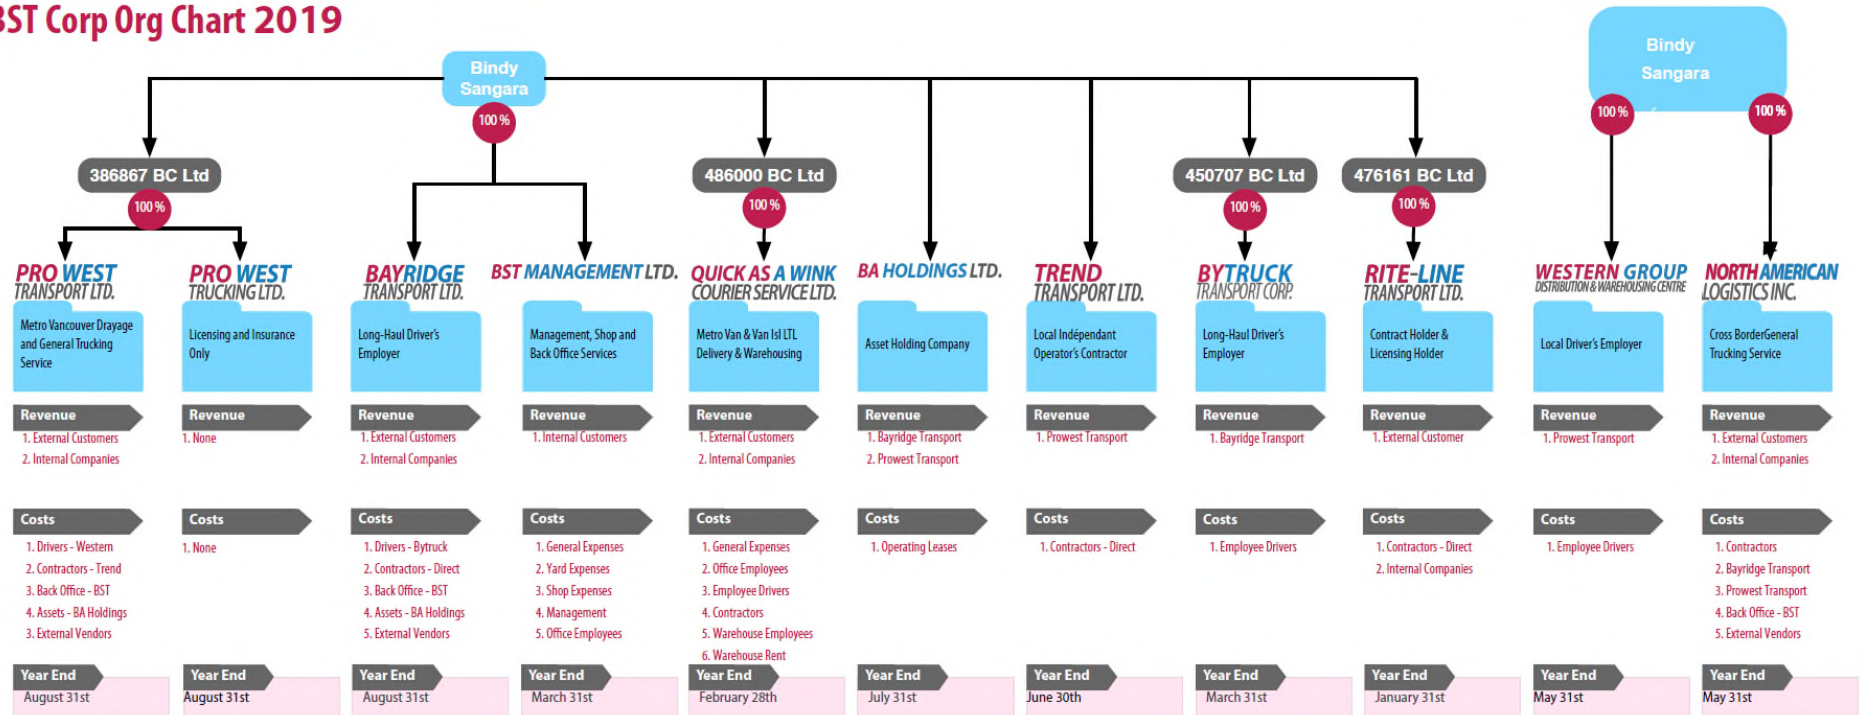 BST Corp Org Chart 2019
Bindy
Sangara
100 %
Bindy
Sangara
100 %
100 %
386867 BC Ltd
100 %
486000 BC Ltd
100 %
450707 BC Ltd
100 %
476161 BC Ltd
100 %
PRO WEST
TRANSPORT LTD.
Metro Vancouver Drayage
and General Trucking
Service
Revenue
1. External Customers
2. Internal Companies
Costs
1. Drivers - Western
2. Contractors - Trend
3. Back Office - BST
4. Assets - BA Holdings
3. External Vendors
Year End
August 31st
PRO WEST
TRUCKING LTD.
Licensing and Insurance
Only
Revenue
1. None
Costs
1. None
Year End
August 31st
BAYRIDGE
TRANSPORT LTD.
Long-Haul Driver's
Employer
Revenue
1. External Customers
2. Internal Companies
Costs
1. Drivers - Bytruck
2. Contractors - Direct
3. Back Office - BST
4. Assets - BA Holdings
5. External Vendors
Year End
August 31st
BST MANAGEMENT LTD.
Management, Shop and
Back Office Services
Revenue
1. Internal Customers
Costs
1. General Expenses
2. Yard Expenses
3. Shop Expenses
4. Management
5. Office Employees
Year End
March 31st
QUICK AS A WINK
COURIER SERVICE LTD.
Metro Van & Van Isl LTL
Delivery & Warehousing
Revenue
1. External Customers
2. Internal Companies
Costs
1. General Expenses
2. Office Employees
3. Employee Drivers
4. Contractors
5. Warehouse Employees
6. Warehouse Rent
Year End
February 28th
BA HOLDINGS LTD.
Asset Holding Company
Revenue
1. Bayridge Transport
2. Prowest Transport
Costs
1. Operating Leases
Year End
July 31st
TREND
TRANSPORT LTD.
Local Indépendant
Operator's Contractor
Revenue
1. Prowest Transport
Costs
1. Contractors - Direct
Year End
June 30th
BYTRUCK
TRANSPORT CORP.
Long-Haul Driver's
Employer
Revenue
1. Bayridge Transport
Costs
1. Employee Drivers
Year End
March 31st
RITE-LINE
TRANSPORT LTD.
Contract Holder &
Licensing Holder
Revenue
1. External Customer
Costs
1. Contractors - Direct
2. Internal Companies
Year End
January 31st
WESTERN GROUP
DISTRIBUTION & WAREHOUSING CENTRE
Local Driver's Employer
Revenue
1. Prowest Transport
Costs
1. Employee Drivers
Year End
May 31st
NORTH AMERICAN
LOGISTICS INC.
Cross BorderGeneral
Trucking Service
Revenue
1. External Customers
2. Internal Companies
Costs
1. Contractors
2. Bayridge Transport
3. Prowest Transport
4. Back Office - BST
5. External Vendors
Year End
May 31st